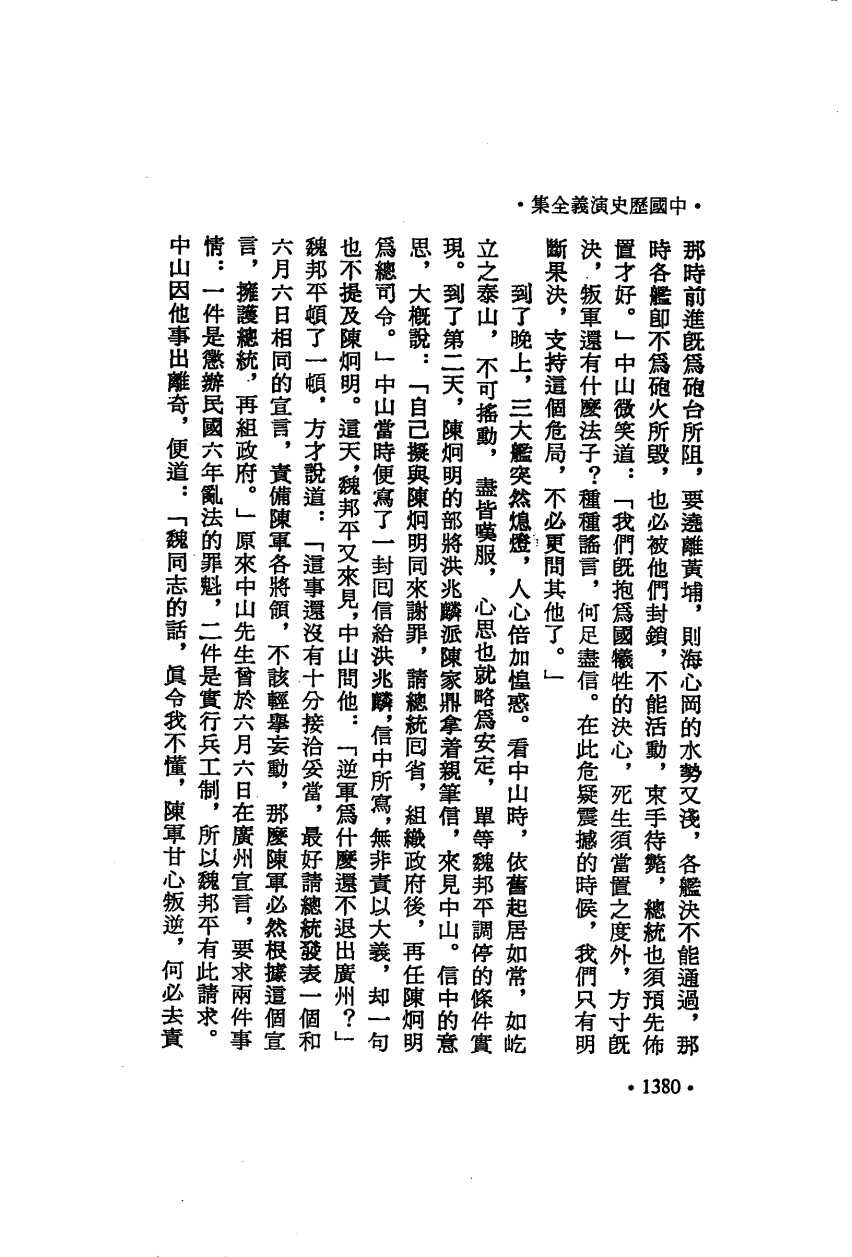 •中國歷史演義全集•
那時前進旣爲砲台所阻，要遶離黃埔，則海心岡的水勢又淺，各艦決不能通過，那
時各艦卽不爲砲火所毀，也必被他們封鎖，不能活動，束手待斃，總統也須預先佈
置才好。」中山微笑道：「我們旣抱爲國犧牲的決心，死生須當置之度外，方寸旣
決，叛軍還有什麼法子？種種謠言，何足盡信。在此危疑震撼的時候，我們只有明
斷果決，支持這個危局，不必更問其他了。」
到了晚上，三大艦突然熄燈，人心倍加惶惑。看中山時，依舊起居如常，如屹
立之泰山，不可搖動，盡皆嘆服，心思也就略爲安定，單等魏邦平調停的條件實
現。到了第二天，陳炯明的部將洪兆麟派陳家鼎拿着親筆信，來見中山。信中的意
思，大概說：「自己擬與陳炯明同來謝罪，請總統回省，組織政府後，再任陳炯明
爲總司令。」中山當時便寫了一封回信給洪兆麟，信中所寫，無非責以大義，却一句
也不提及陳炯明。這天，魏邦平又來見，中山問他：「逆軍爲什麼還不退出廣州？」
魏邦平頓了一頓，方才說道：「這事還沒有十分接洽妥當，最好請總統發表一個和
六月六日相同的宣言，責備陳軍各將領，不該輕舉妄動，那麼陳軍必然根據這個宣
言，擁護總統，再組政府。」原來中山先生曾於六月六日在廣州宣言，要求兩件事
情：一件是懲辦民國六年亂法的罪魁，二件是實行兵工制，所以魏邦平有此請求。
中山因他事出離奇，便道：「魏同志的話，眞令我不懂，陳軍甘心叛逆，何必去責
•1380•